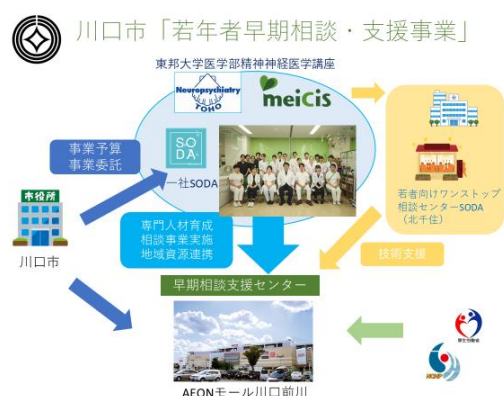 川口市「若年者早期相談・支援事業」
東邦大学医学部精神神経医学講座
Neuropsychiatry
TOHO
meiCis
事業予算
事業委託
SODA
一社SODA
市役所
川口市
専門人材育成
相談事業実施
地域資源連携
若者向けワンストップ
相談センターSODA
（北千住）
技術支援
早期相談支援センター
厚生労働省
NCNP
AEONモール川口前川